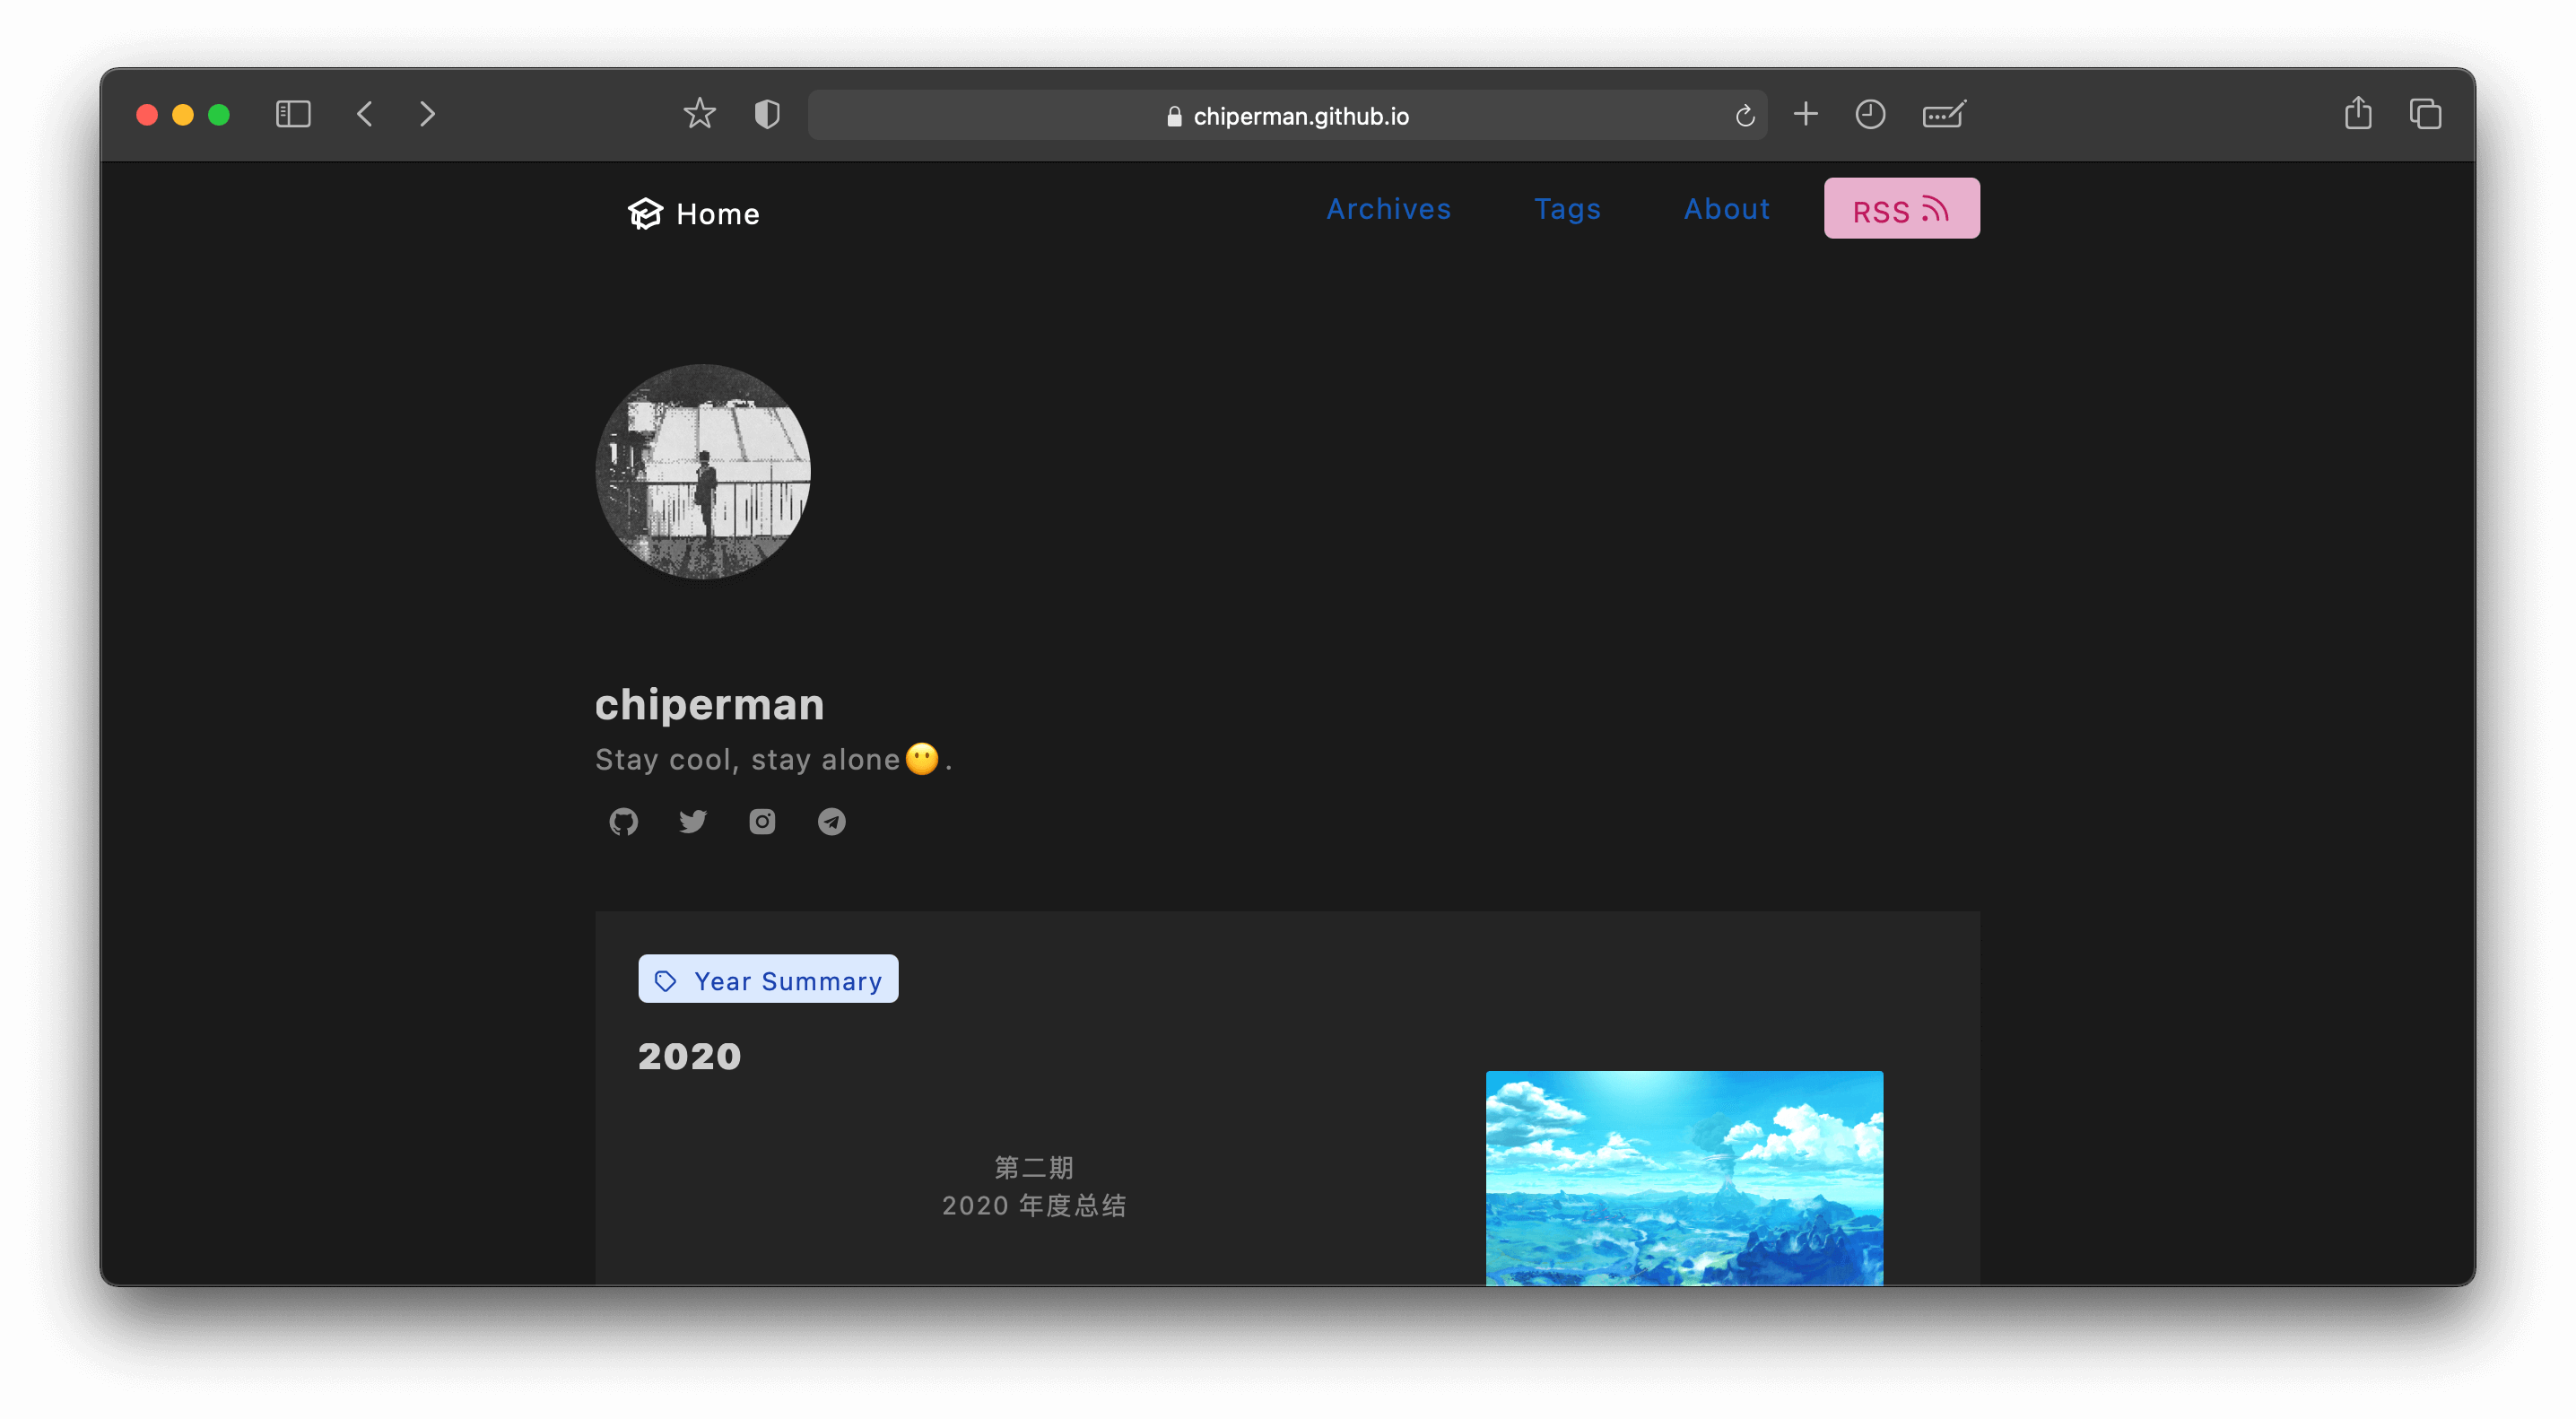 chiperman.github.io
Home
Archives
Tags
About
RSS
chiperman
Stay cool, stay alone😶.
Year Summary
2020
第二期
2020 年度总结